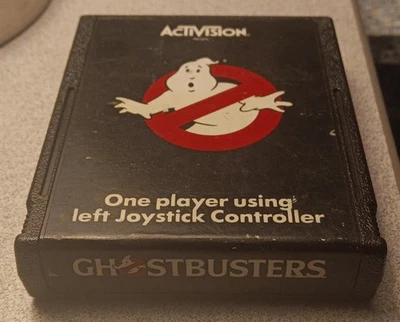 ACTIVISION
One player using
left Joystick Controller
GHOSTBUSTERS